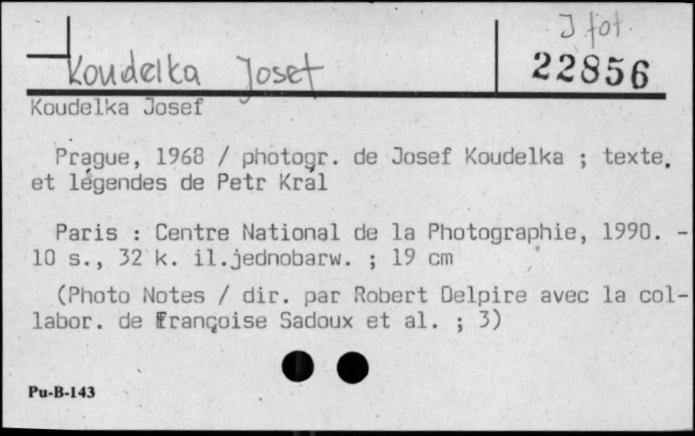 J fot.
Koudelka Josef
22856
Koudelka Josef
Prague, 1968 / photogr. de Josef Koudelka ; texte.
et légendes de Petr Král
Paris : Centre National de la Photographie, 1990. -
10 s., 32 k. il.jednobarw. ; 19 cm
(Photo Notes / dir. par Robert Delpire avec la col-
labor. de Françoise Sadoux et al. ; 3)
Pu-B-143